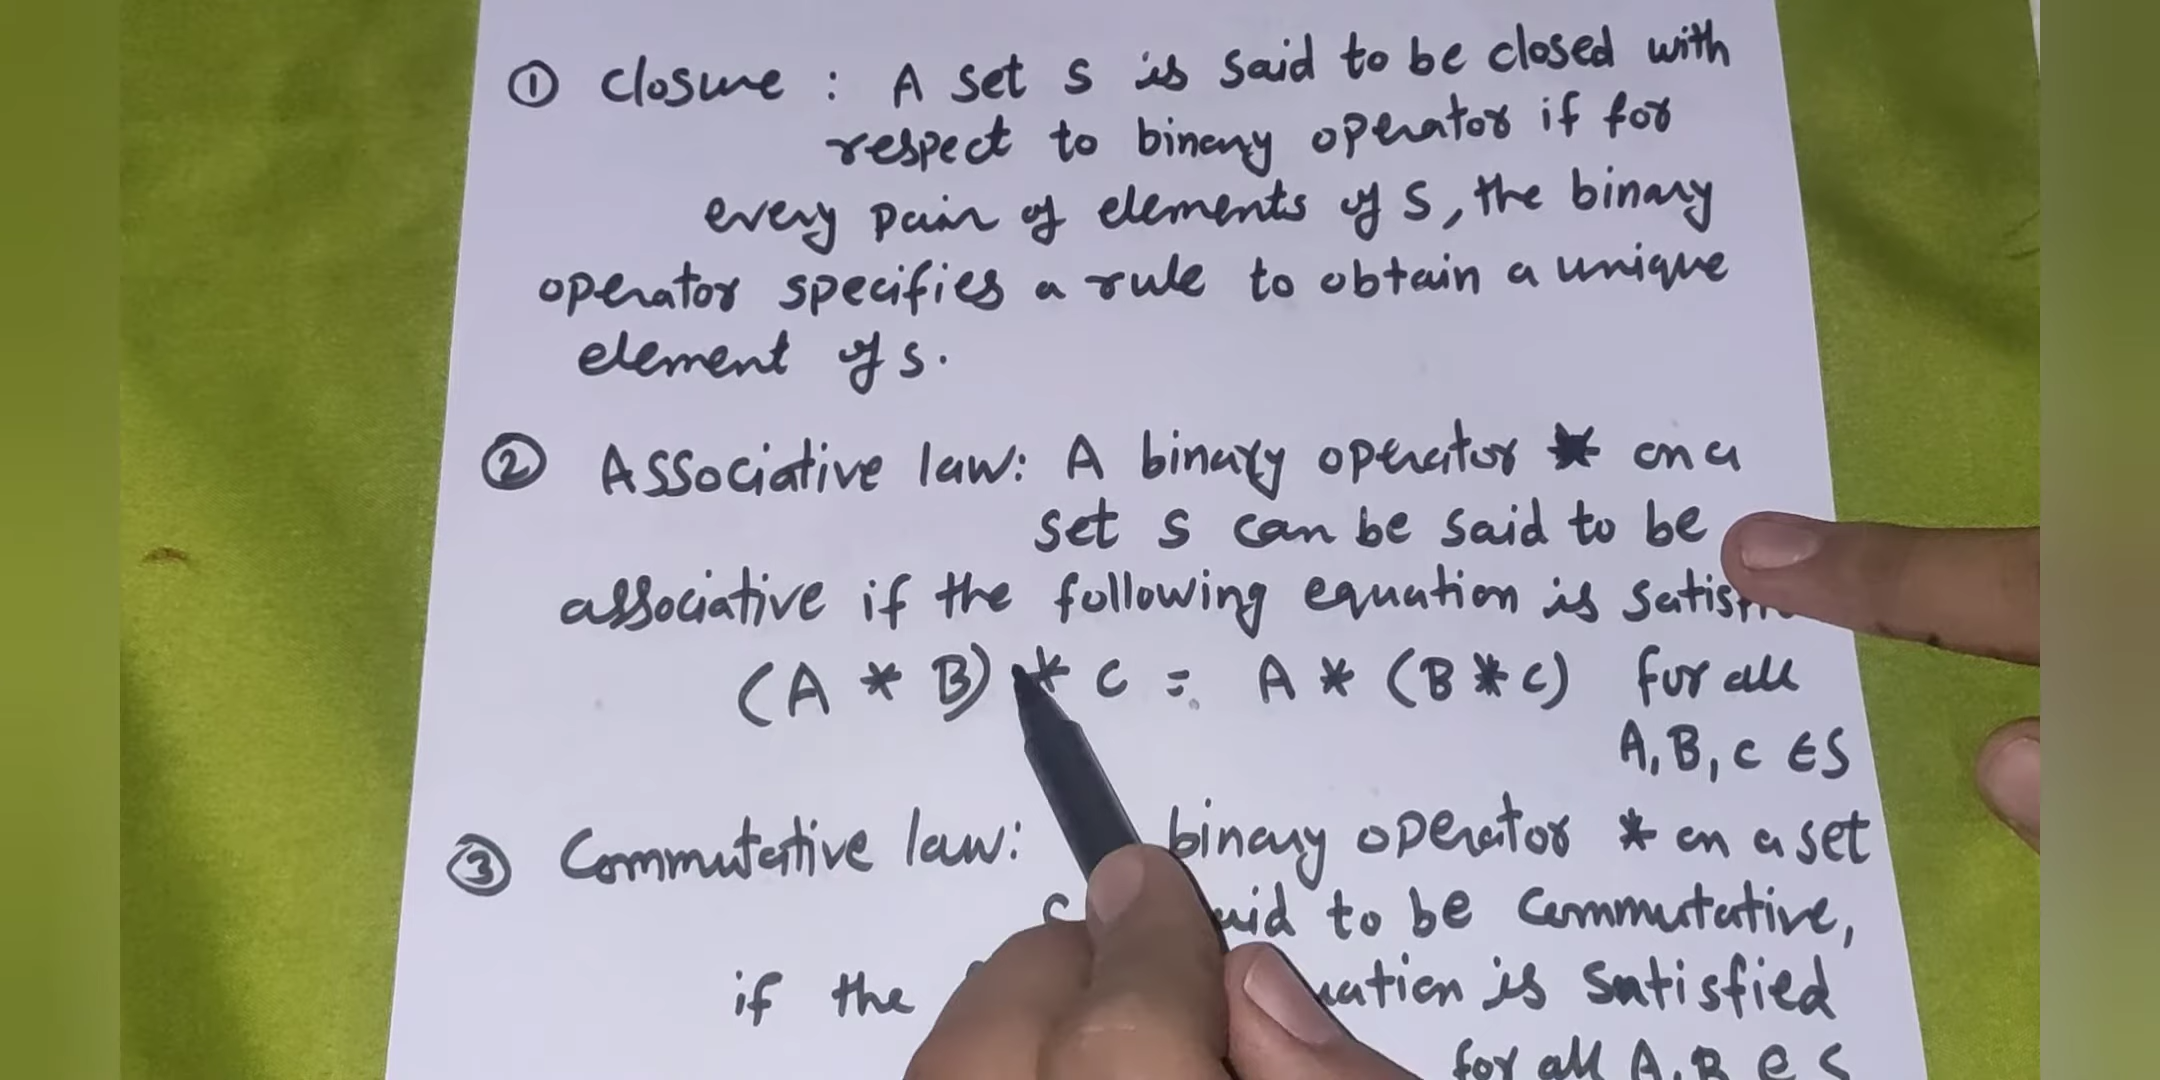 ① Closure : A set S is said to be closed with
respect to binary operator if for
every pair of elements of S, the binary
operator specifies a rule to obtain a unique
element of S.
② Associative law: A binary operator * on a
set S can be said to be
associative if the following equation is
(A * B) * C = A * (B * C) for all
A, B, C ∈ S
③ Commutative law: binary operator * on a set
to be commutative,
if the is satisfied
for all A, B ∈ S